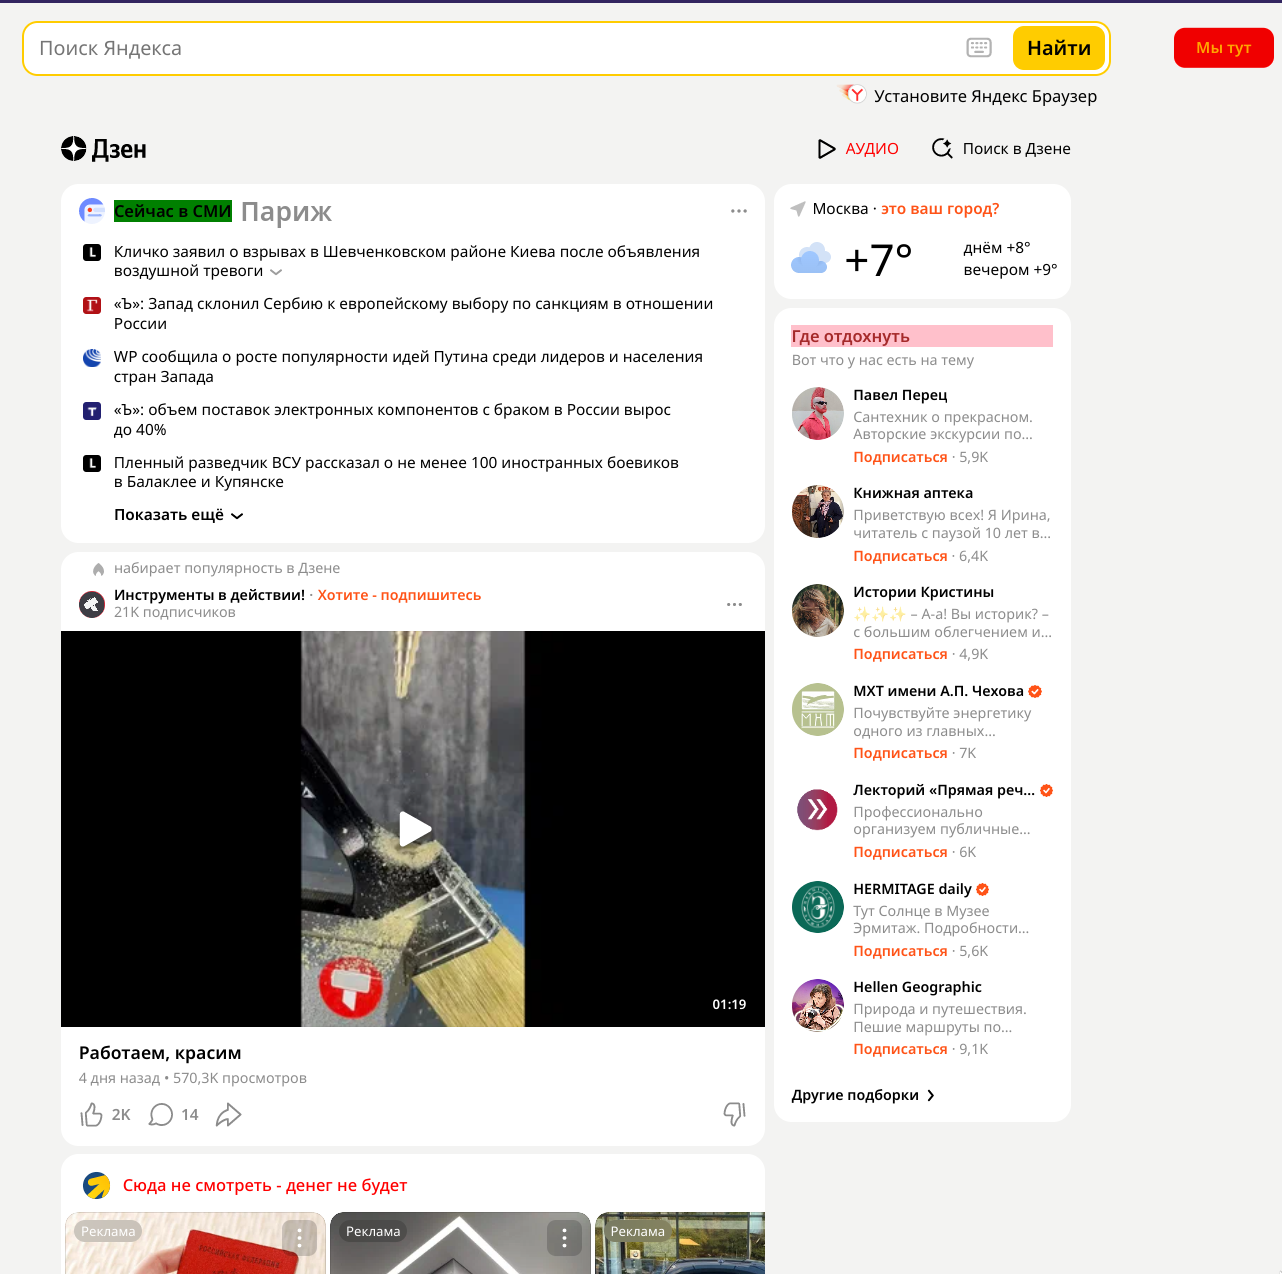 Поиск Яндекса
Найти
Мы тут
Установите Яндекс Браузер
Дзен
АУДИО
Поиск в Дзене
Сейчас в СМИ Париж
Кличко заявил о взрывах в Шевченковском районе Киева после объявления
воздушной тревоги
«Ъ»: Запад склонил Сербию к европейскому выбору по санкциям в отношении
России
WP сообщила о росте популярности идей Путина среди лидеров и населения
стран Запада
«Ъ»: объем поставок электронных компонентов с браком в России вырос
до 40%
Пленный разведчик ВСУ рассказал о не менее 100 иностранных боевиков
в Балаклее и Купянске
Показать ещё
набирает популярность в Дзене
Инструменты в действии! · Хотите - подпишитесь
21K подписчиков
01:19
Работаем, красим
4 дня назад • 570,3K просмотров
2K
14
Сюда не смотреть - денег не будет
Реклама
Реклама
Реклама
Москва · это ваш город?
+7°
днём +8°
вечером +9°
Где отдохнуть
Вот что у нас есть на тему
Павел Перец
Сантехник о прекрасном.
Авторские экскурсии по...
Подписаться · 5,9K
Книжная аптека
Приветствую всех! Я Ирина,
читатель с паузой 10 лет в...
Подписаться · 6,4K
Истории Кристины
✨✨✨ – А-а! Вы историк? –
с большим облегчением и...
Подписаться · 4,9K
МХТ имени А.П. Чехова
Почувствуйте энергетику
одного из главных...
Подписаться · 7K
Лекторий «Прямая реч...
Профессионально
организуем публичные...
Подписаться · 6K
HERMITAGE daily
Тут Солнце в Музее
Эрмитаж. Подробности...
Подписаться · 5,6K
Hellen Geographic
Природа и путешествия.
Пешие маршруты по...
Подписаться · 9,1K
Другие подборки